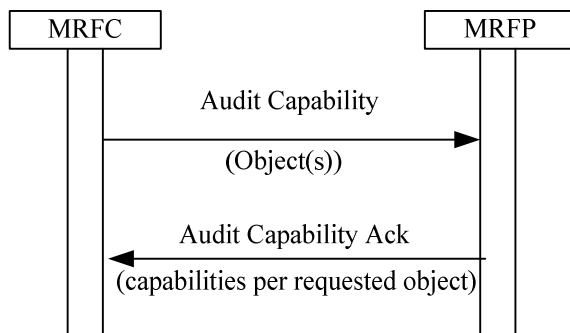 MRFC
MRFP
Audit Capability
(Object(s))
Audit Capability Ack
(capabilities per requested object)